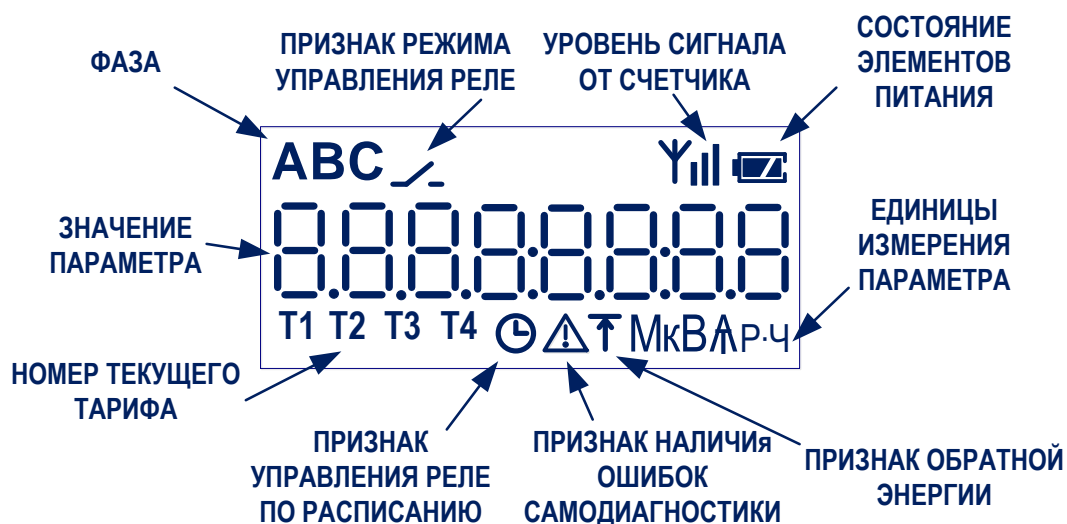 ФАЗА
ПРИЗНАК РЕЖИМА
УПРАВЛЕНИЯ РЕЛЕ
УРОВЕНЬ СИГНАЛА
ОТ СЧЕТЧИКА
СОСТОЯНИЕ
ЭЛЕМЕНТОВ
ПИТАНИЯ
ABC
ЗНАЧЕНИЕ
ПАРАМЕТРА
8.8.8.8:8.8:8.8
ЕДИНИЦЫ
ИЗМЕРЕНИЯ
ПАРАМЕТРА
T1 T2 T3 T4 МкВАР·Ч
НОМЕР ТЕКУЩЕГО
ТАРИФА
ПРИЗНАК
УПРАВЛЕНИЯ РЕЛЕ
ПО РАСПИСАНИЮ
ПРИЗНАК НАЛИЧИя
ОШИБОК
САМОДИАГНОСТИКИ
ПРИЗНАК ОБРАТНОЙ
ЭНЕРГИИ